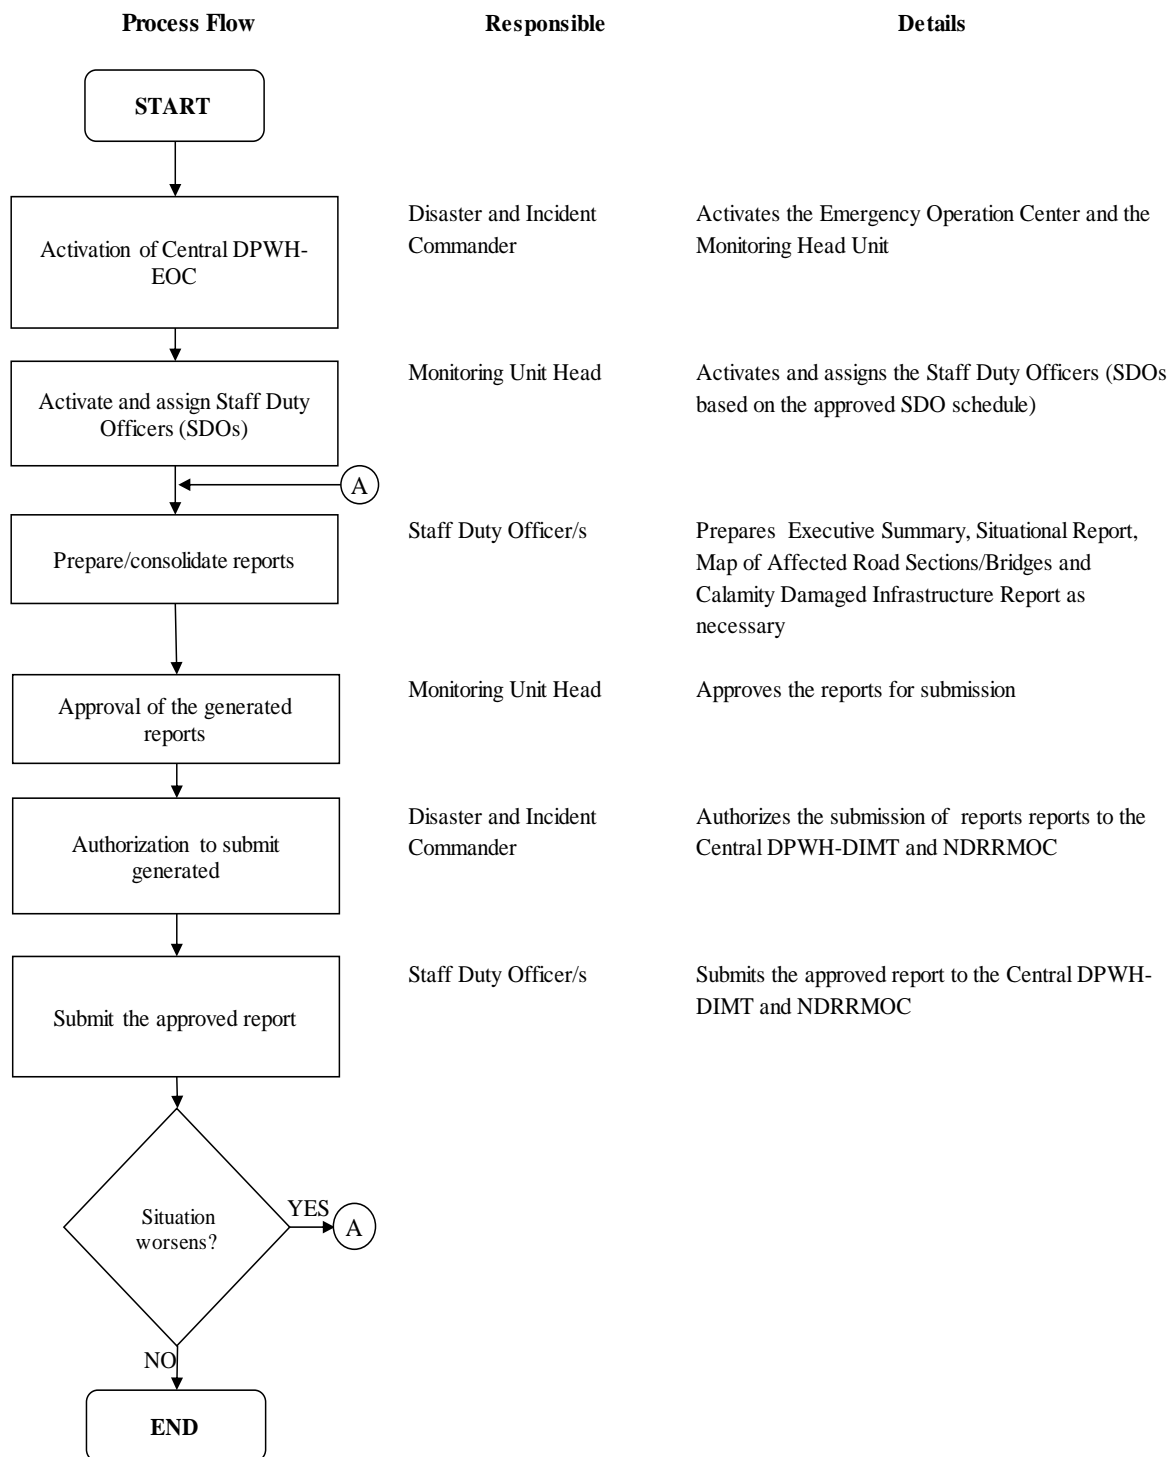 Process Flow
Responsible
Details
START
Activation of Central DPWH-
EOC
Disaster and Incident
Commander
Activates the Emergency Operation Center and the
Monitoring Head Unit
Activate and assign Staff Duty
Officers (SDOs)
Monitoring Unit Head
Activates and assigns the Staff Duty Officers (SDOs
based on the approved SDO schedule)
A
Prepare/consolidate reports
Staff Duty Officer/s
Prepares Executive Summary, Situational Report,
Map of Affected Road Sections/Bridges and
Calamity Damaged Infrastructure Report as
necessary
Approval of the generated
reports
Monitoring Unit Head
Approves the reports for submission
Authorization to submit
generated
Disaster and Incident
Commander
Authorizes the submission of reports reports to the
Central DPWH-DIMT and NDRRMOC
Submit the approved report
Staff Duty Officer/s
Submits the approved report to the Central DPWH-
DIMT and NDRRMOC
Situation
worsens?
YES
A
NO
END